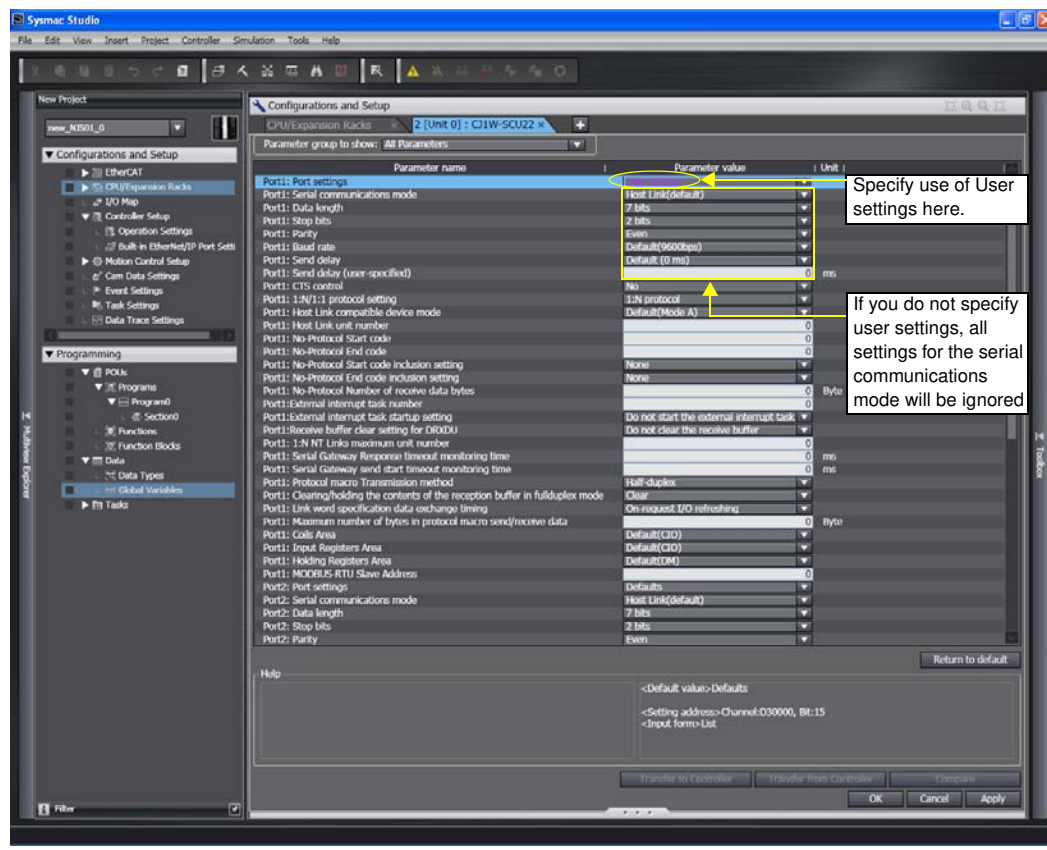 Sysmac Studio
File Edit View Insert Project Controller Simulation Tools Help
New Project
new_NJ501_0
Configurations and Setup
EtherCAT
CPU/Expansion Racks
I/O Map
Controller Setup
Operation Settings
Built-in EtherNet/IP Port Setti
Motion Control Setup
Cam Data Settings
Event Settings
Task Settings
Data Trace Settings
Programming
POUs
Programs
Program0
Section0
Functions
Function Blocks
Data
Data Types
Global Variables
Tasks
Filter
Multiview Explorer
Configurations and Setup
CPU/Expansion Racks 2 [Unit 0] : CJ1W-SCU22
Parameter group to show: All Parameters
Parameter name Parameter value Unit
Port1: Port settings
Port1: Serial communications mode Host Link(default)
Port1: Data length 7 bits
Port1: Stop bits 2 bits
Port1: Parity Even
Port1: Baud rate Default(9600bps)
Port1: Send delay Default (0 ms)
Port1: Send delay (user-specified) 0 ms
Port1: CTS control No
Port1: 1:N/1:1 protocol setting 1:N protocol
Port1: Host Link compatible device mode Default(Mode A)
Port1: Host Link unit number 0
Port1: No-Protocol Start code 0
Port1: No-Protocol End code 0
Port1: No-Protocol Start code inclusion setting None
Port1: No-Protocol End code inclusion setting None
Port1: No-Protocol Number of receive data bytes 0 Byte
Port1:External interrupt task number 0
Port1:External interrupt task startup setting Do not start the external interrupt task
Port1:Receive buffer clear setting for DRXDU Do not clear the receive buffer
Port1: 1:N NT Links maximum unit number 0
Port1: Serial Gateway Response timeout monitoring time 0 ms
Port1: Serial Gateway send start timeout monitoring time 0 ms
Port1: Protocol macro Transmission method Half-duplex
Port1: Clearing/holding the contents of the reception buffer in fullduplex mode Clear
Port1: Link word specification data exchange timing On-request I/O refreshing
Port1: Maximum number of bytes in protocol macro send/receive data 0 Byte
Port1: Coils Area Default(CIO)
Port1: Input Registers Area Default(CIO)
Port1: Holding Registers Area Default(DM)
Port1: MODBUS-RTU Slave Address 0
Port2: Port settings Defaults
Port2: Serial communications mode Host Link(default)
Port2: Data length 7 bits
Port2: Stop bits 2 bits
Port2: Parity Even
Specify use of User
settings here.
If you do not specify
user settings, all
settings for the serial
communications
mode will be ignored
Return to default
Help
<Default value>Defaults
<Setting address>Channel:D30000, Bit:15
<Input form>List
Transfer to Controller Transfer from Controller Compare
OK Cancel Apply
Toolbox